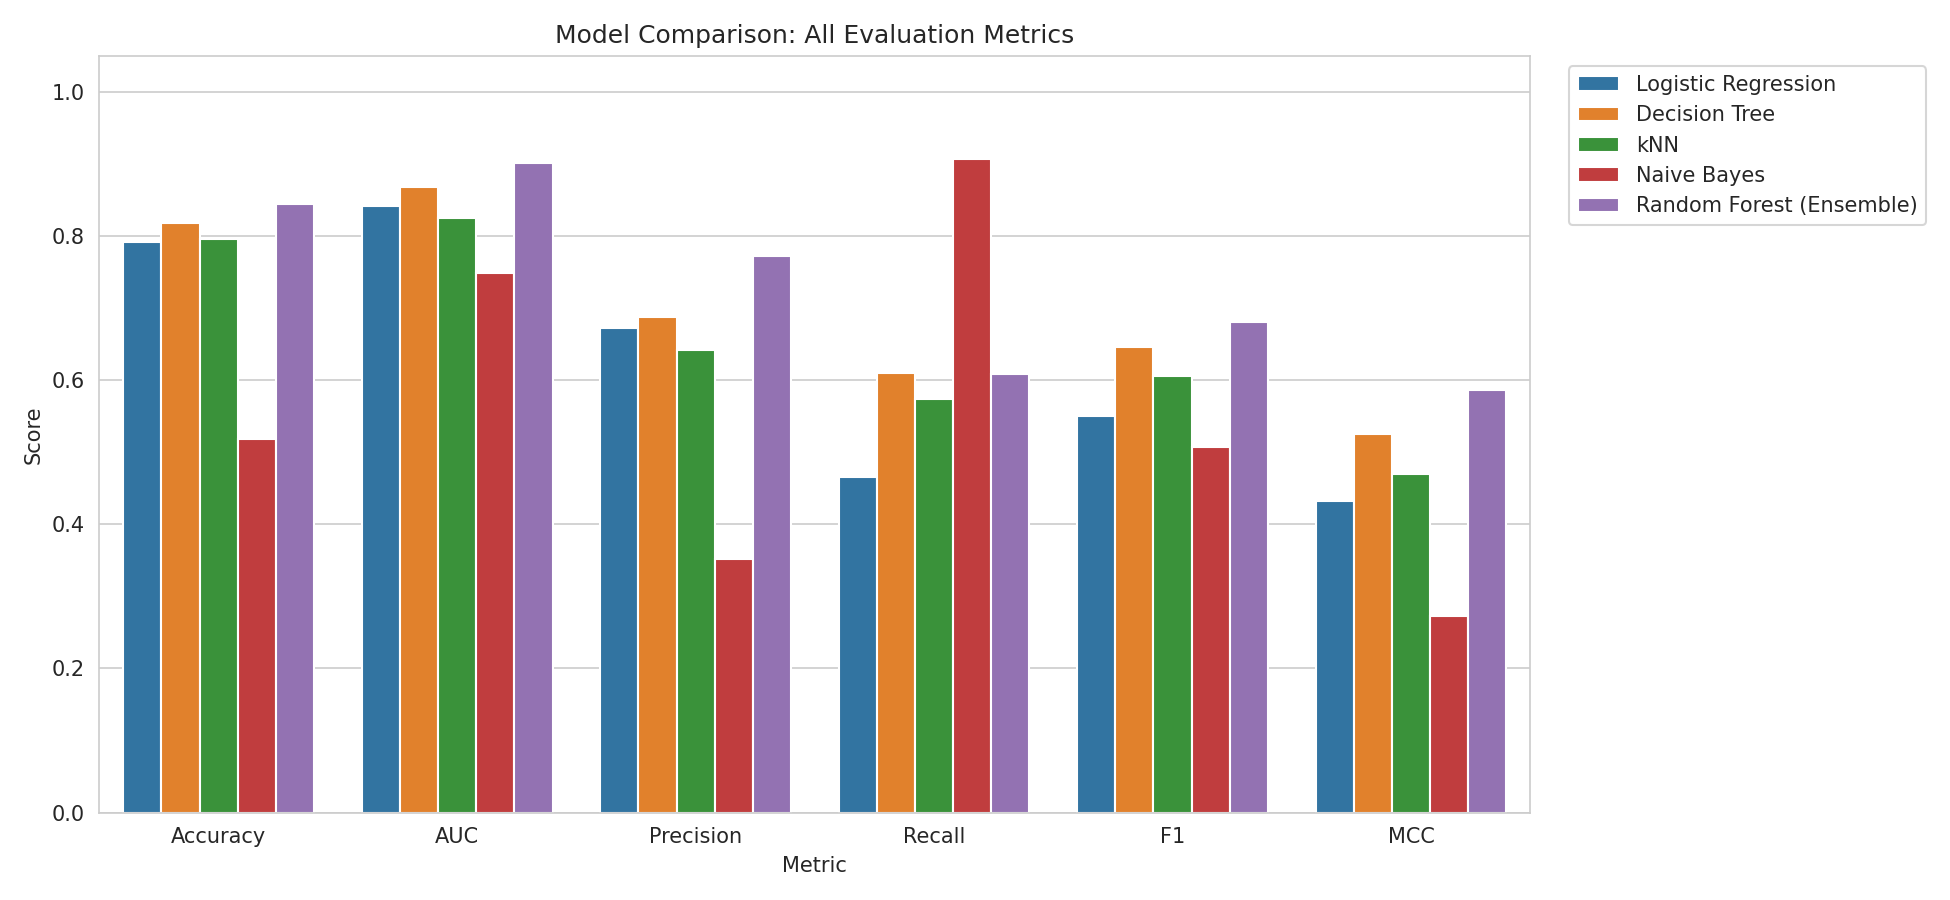 Model Comparison: All Evaluation Metrics
1.0
0.8
0.6
0.4
0.2
0.0
Score
Accuracy AUC Precision Recall F1 MCC
Metric
Logistic Regression
Decision Tree
kNN
Naive Bayes
Random Forest (Ensemble)